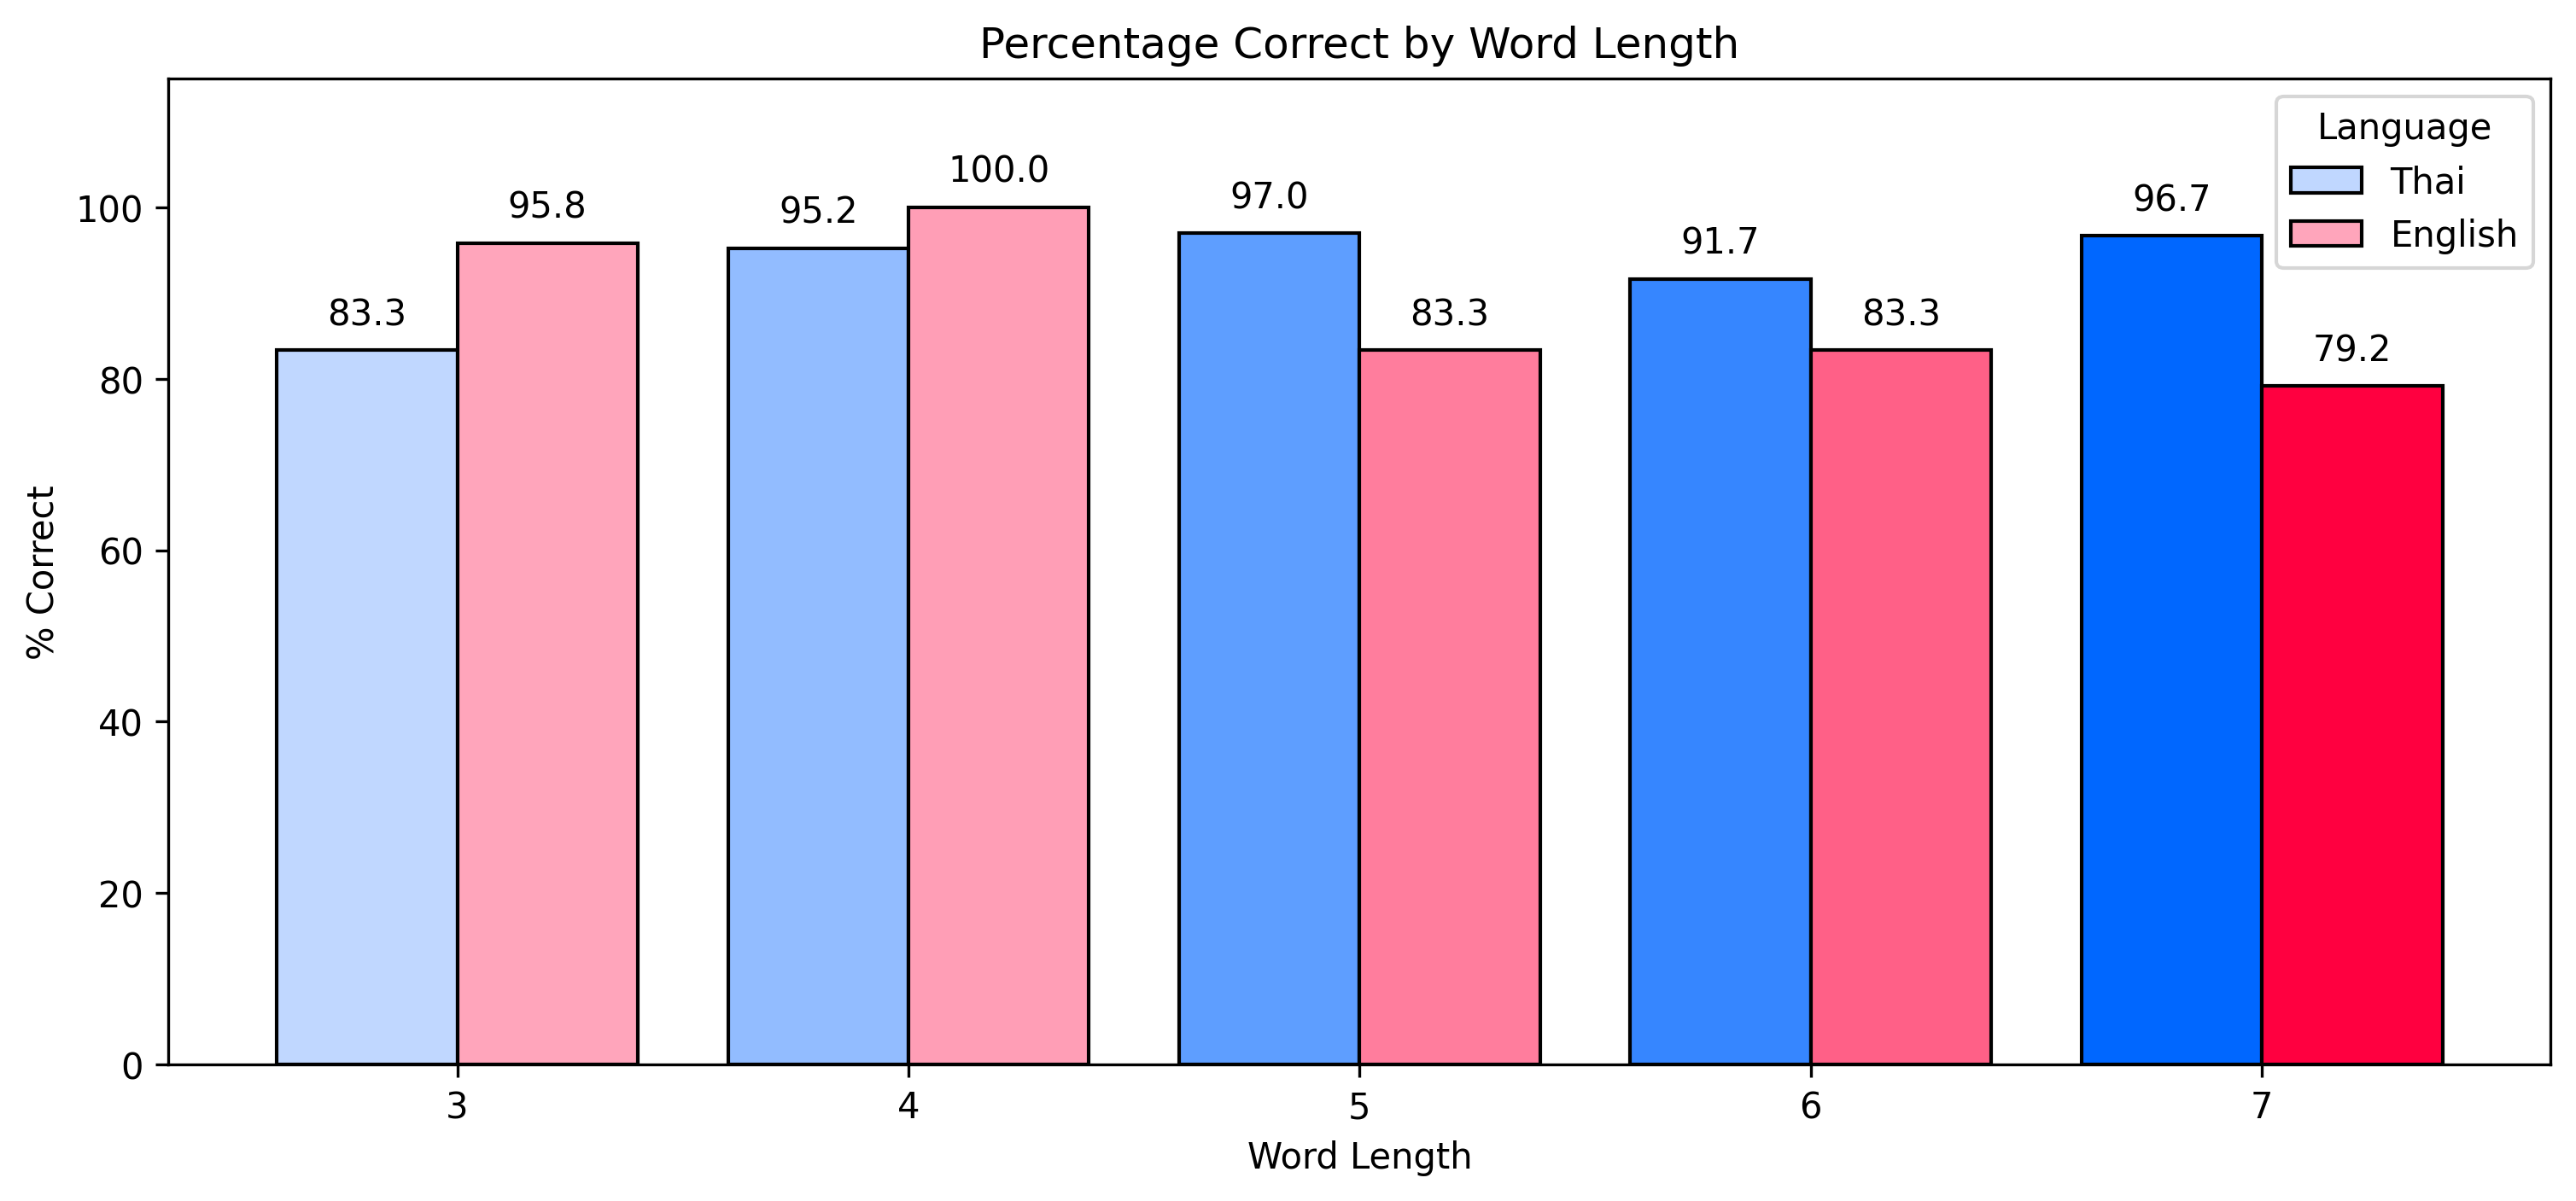 Percentage Correct by Word Length
Language
Thai
English
% Correct
100
80
60
40
20
0
83.3
95.8
95.2
100.0
97.0
83.3
91.7
83.3
96.7
79.2
3 4 5 6 7
Word Length